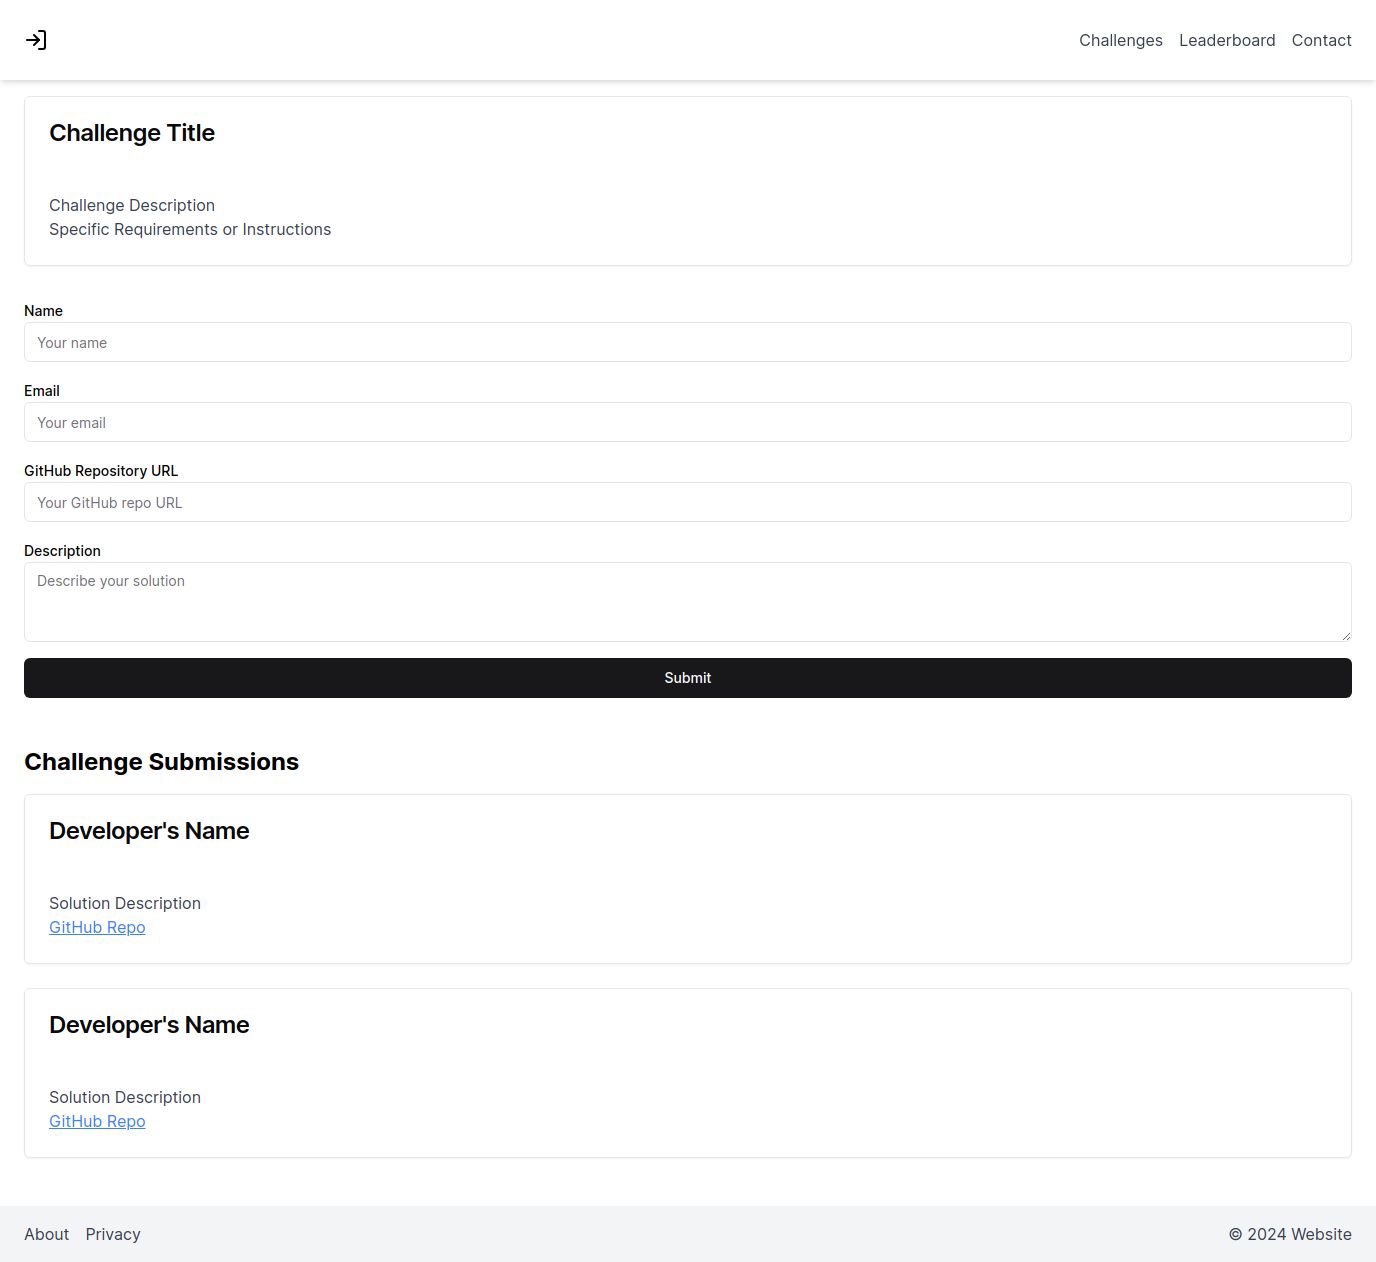 Challenges Leaderboard Contact
Challenge Title
Challenge Description
Specific Requirements or Instructions
Name
Your name
Email
Your email
GitHub Repository URL
Your GitHub repo URL
Description
Describe your solution
Submit
Challenge Submissions
Developer's Name
Solution Description
GitHub Repo
Developer's Name
Solution Description
GitHub Repo
About Privacy © 2024 Website